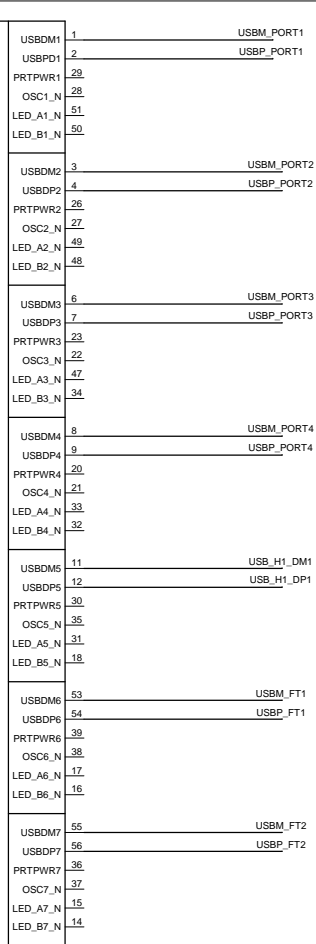 USBDM1 1 USBM_PORT1
USBPD1 2 USBP_PORT1
PRTPWR1 29
OSC1_N 28
LED_A1_N 51
LED_B1_N 50
USBDM2 3 USBM_PORT2
USBDP2 4 USBP_PORT2
PRTPWR2 26
OSC2_N 27
LED_A2_N 49
LED_B2_N 48
USBDM3 6 USBM_PORT3
USBDP3 7 USBP_PORT3
PRTPWR3 23
OSC3_N 22
LED_A3_N 47
LED_B3_N 34
USBDM4 8 USBM_PORT4
USBDP4 9 USBP_PORT4
PRTPWR4 20
OSC4_N 21
LED_A4_N 33
LED_B4_N 32
USBDM5 11 USB_H1_DM1
USBDP5 12 USB_H1_DP1
PRTPWR5 30
OSC5_N 35
LED_A5_N 31
LED_B5_N 18
USBDM6 53 USBM_FT1
USBDP6 54 USBP_FT1
PRTPWR6 39
OSC6_N 38
LED_A6_N 17
LED_B6_N 16
USBDM7 55 USBM_FT2
USBDP7 56 USBP_FT2
PRTPWR7 36
OSC7_N 37
LED_A7_N 15
LED_B7_N 14